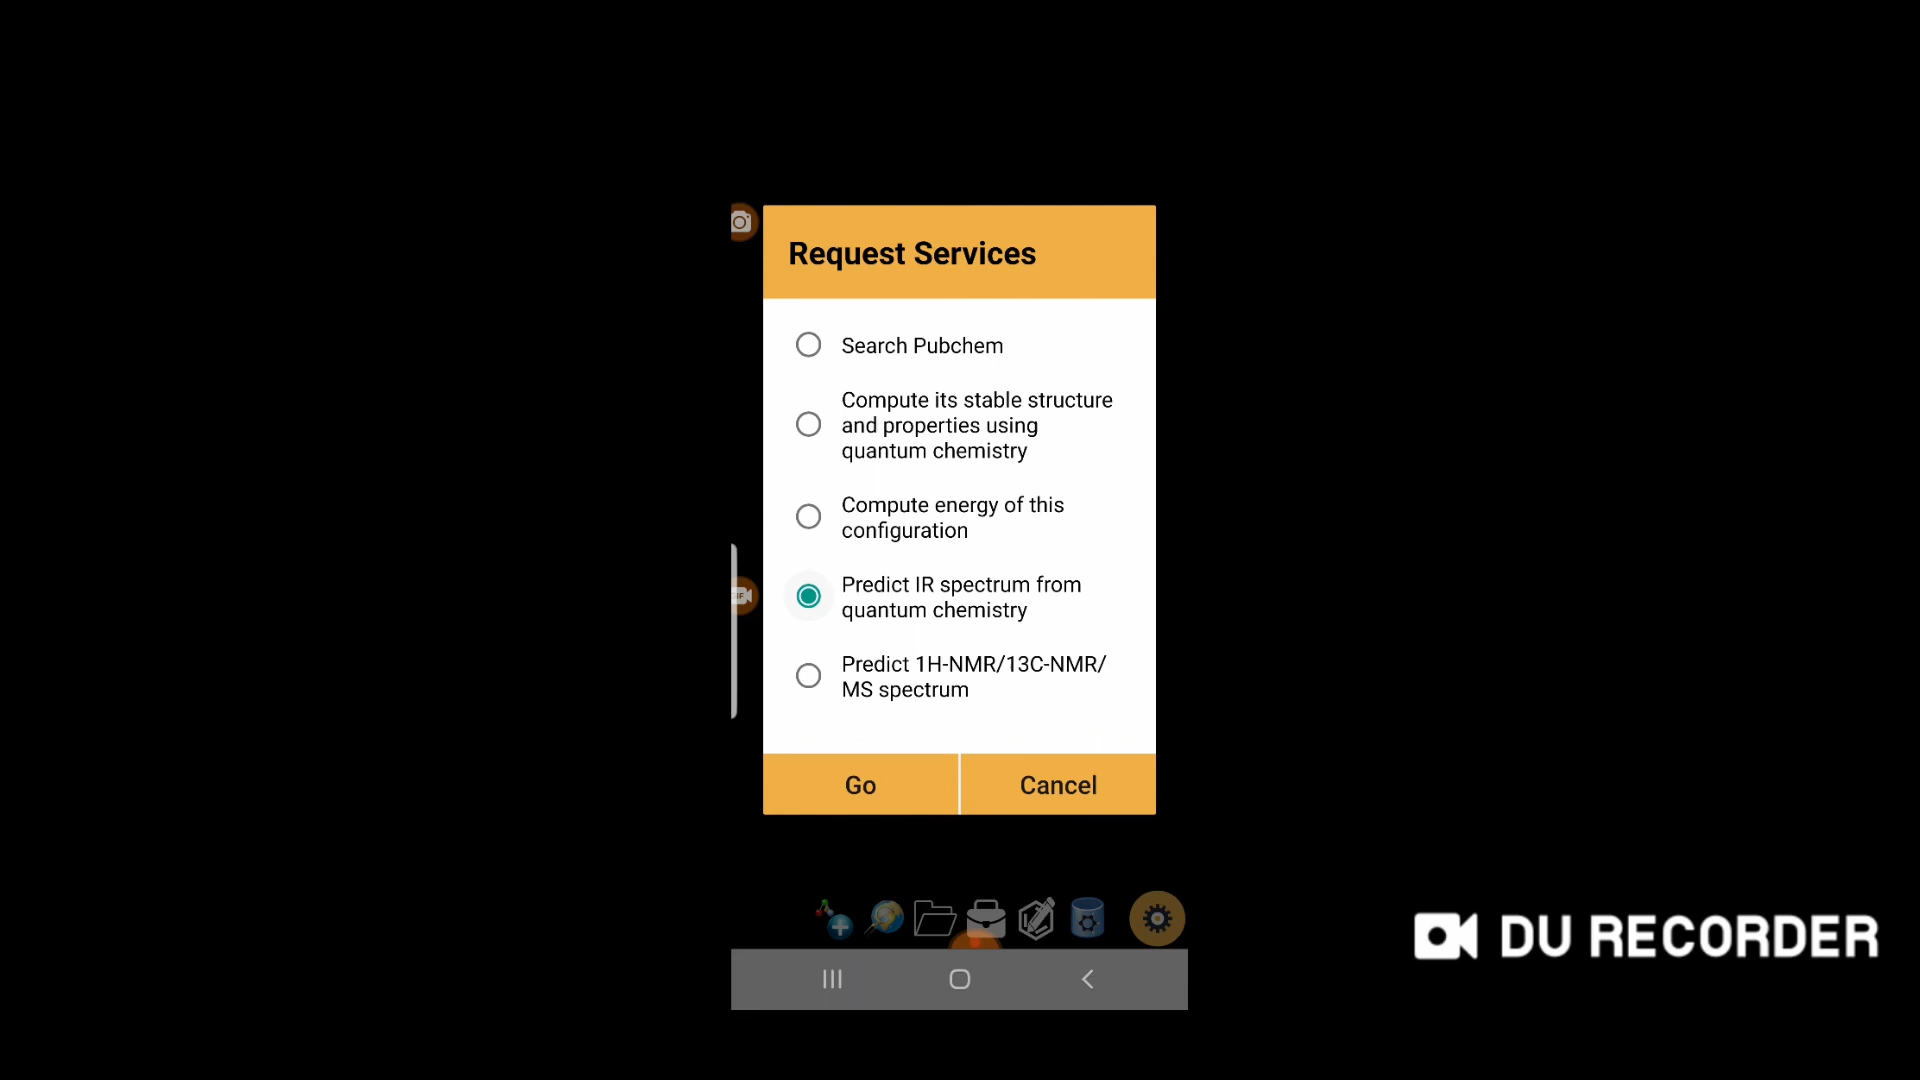 Request Services
Search Pubchem
Compute its stable structure
and properties using
quantum chemistry
Compute energy of this
configuration
Predict IR spectrum from
quantum chemistry
Predict 1H-NMR/13C-NMR/
MS spectrum
Go
Cancel
GIF
DU RECORDER